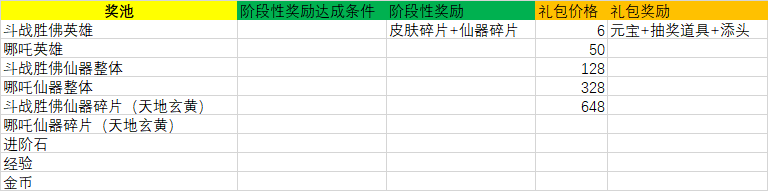 奖池 阶段性奖励达成条件 阶段性奖励 礼包价格 礼包奖励
斗战胜佛英雄 皮肤碎片+仙器碎片 6 元宝+抽奖道具+添头
哪吒英雄 50
斗战胜佛仙器整体 128
哪吒仙器整体 328
斗战胜佛仙器碎片（天地玄黄） 648
哪吒仙器碎片（天地玄黄）
进阶石
经验
金币